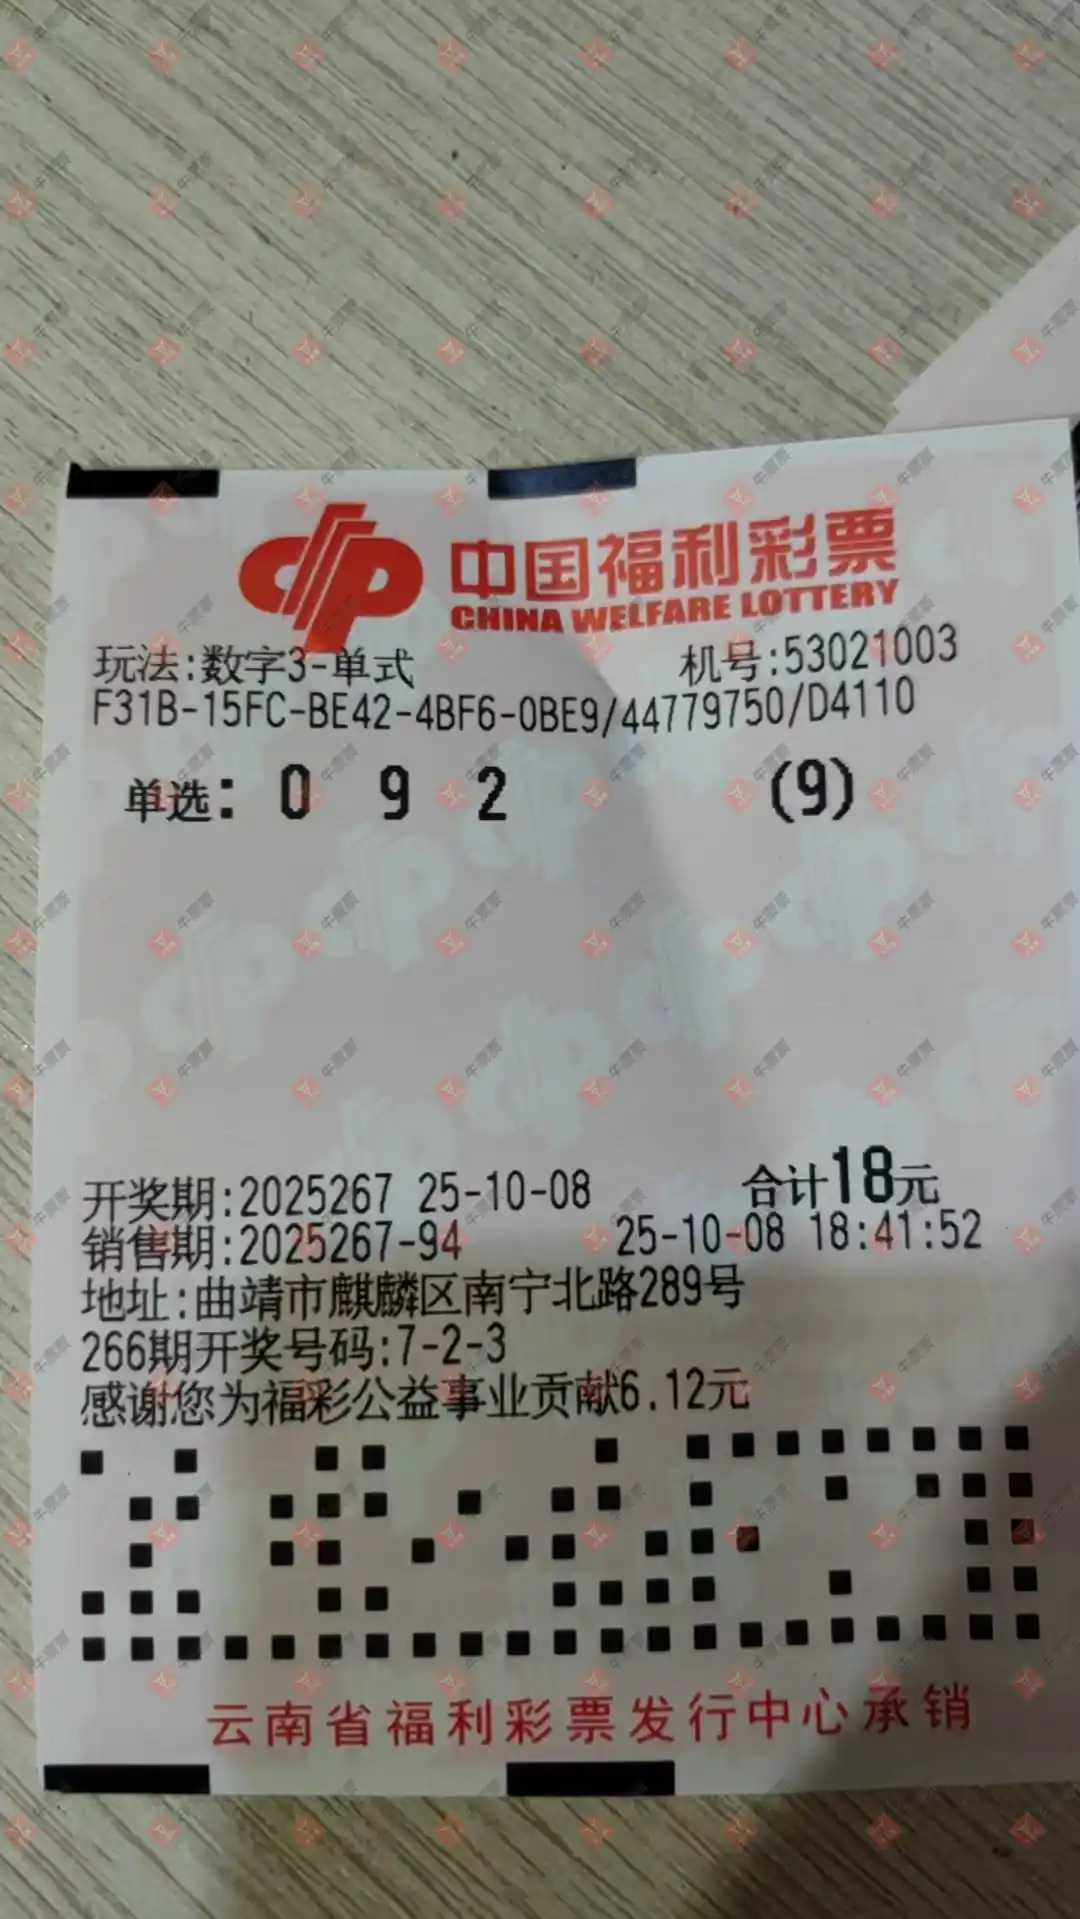 中国福利彩票
CHINA WELFARE LOTTERY
玩法:数字3-单式 机号:53021003
F31B-15FC-BE42-4BF6-0BE9/44779750/D4110
单选: 0 9 2 (9)
开奖期:2025267 25-10-08 合计18元
销售期:2025267-94 25-10-08 18:41:52
地址:曲靖市麒麟区南宁北路289号
266期开奖号码:7-2-3
感谢您为福彩公益事业贡献6.12元
云南省福利彩票发行中心承销